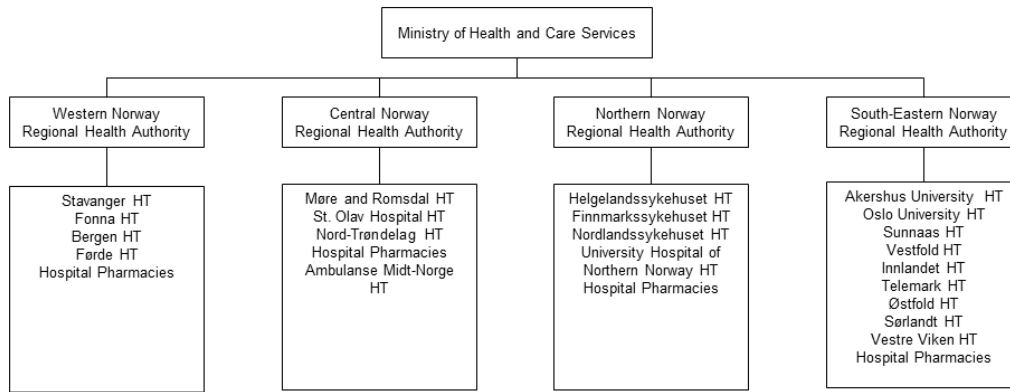 Ministry of Health and Care Services
Western Norway
Regional Health Authority
Central Norway
Regional Health Authority
Northern Norway
Regional Health Authority
South-Eastern Norway
Regional Health Authority
Stavanger HT
Fonna HT
Bergen HT
Førde HT
Hospital Pharmacies
Møre and Romsdal HT
St. Olav Hospital HT
Nord-Trøndelag HT
Hospital Pharmacies
Ambulanse Midt-Norge
HT
Helgelandssykehuset HT
Finnmarkssykehuset HT
Nordlandssykehuset HT
University Hospital of
Northern Norway HT
Hospital Pharmacies
Akershus University HT
Oslo University HT
Sunnaas HT
Vestfold HT
Innlandet HT
Telemark HT
Østfold HT
Sørlandt HT
Vestre Viken HT
Hospital Pharmacies